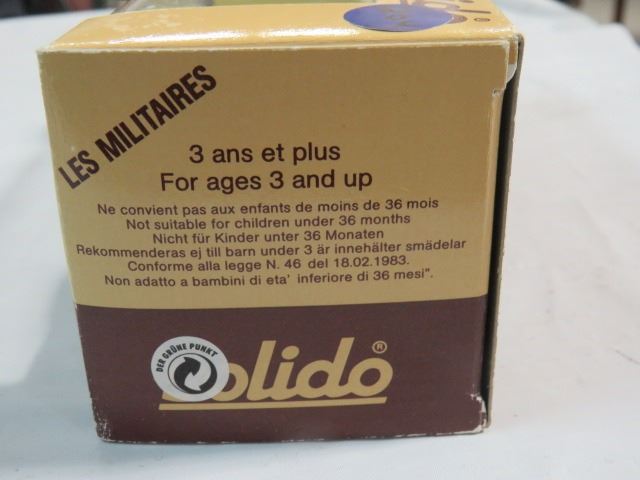 LES MILITAIRES
3 ans et plus
For ages 3 and up
Ne convient pas aux enfants de moins de 36 mois
Not suitable for children under 36 months
Nicht für Kinder unter 36 Monaten
Rekommenderas ej till barn under 3 är innehälter smädelar
Conforme alla legge N. 46 del 18.02.1983.
Non adatto a bambini di eta' inferiore di 36 mesi".
DER GRÜNE PUNKT
olido®